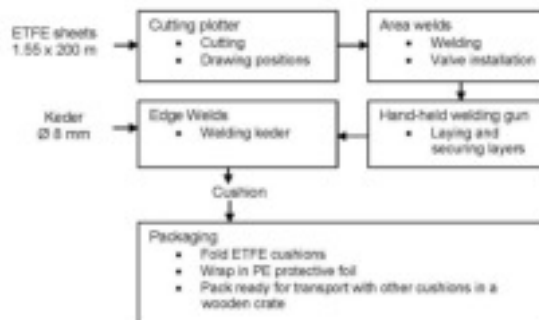 ETFE sheets
1.55 x 200 m
Cutting plotter
• Cutting
• Drawing positions
Area welds
• Welding
• Valve installation
Keder
Ø 8 mm
Edge Welds
• Welding keder
Hand-held welding gun
• Laying and
securing layers
Cushion
Packaging
• Fold ETFE cushions
• Wrap in PE protective foil
• Pack ready for transport with other cushions in a
wooden crate